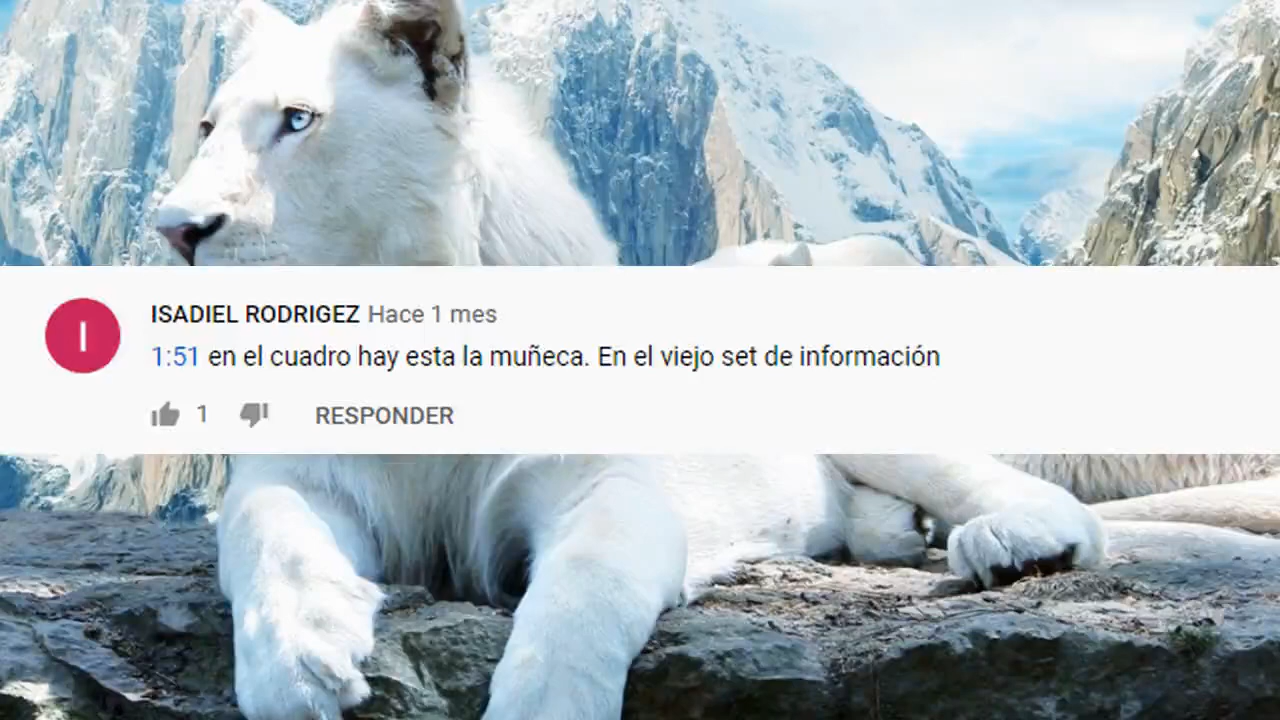 I
ISADIEL RODRIGEZ Hace 1 mes
1:51 en el cuadro hay esta la muñeca. En el viejo set de información
1 RESPONDER